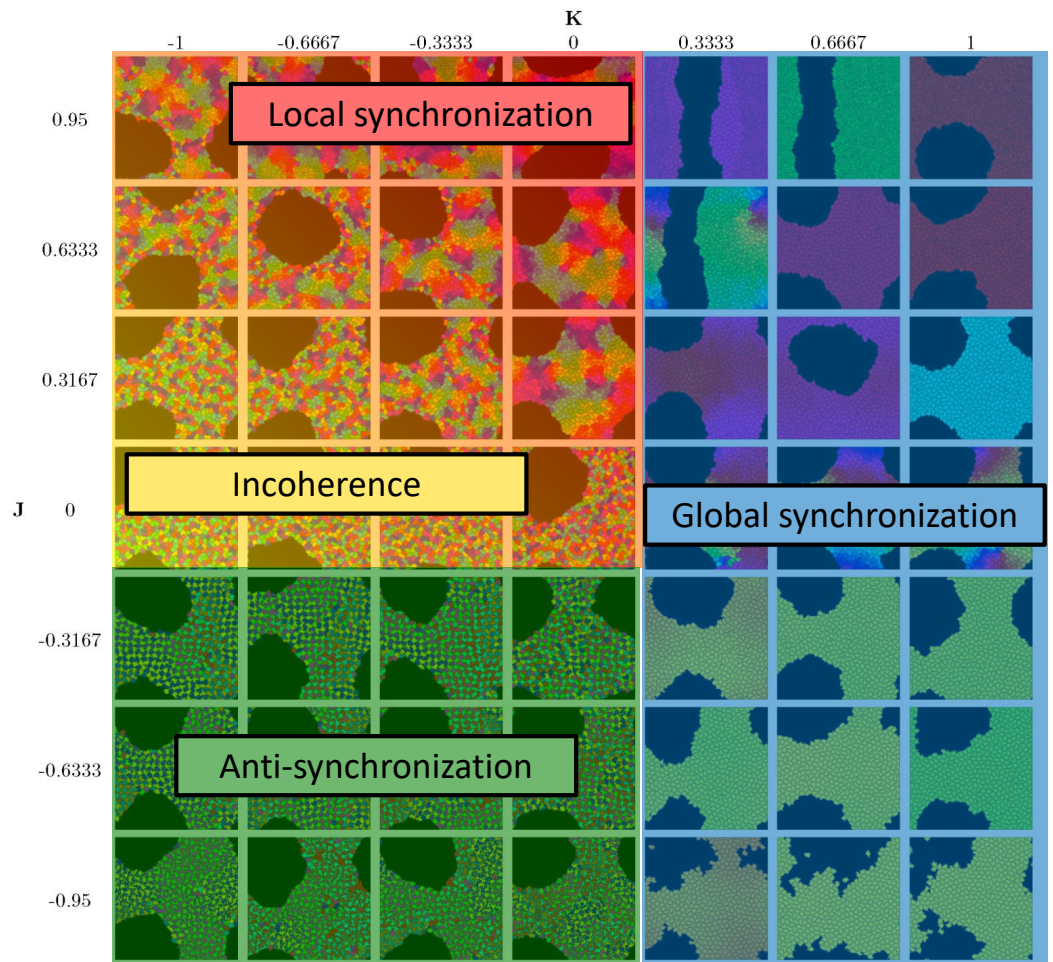 K
-1 -0.6667 -0.3333 0 0.3333 0.6667 1
0.95
Local synchronization
0.6333
0.3167
Incoherence
J 0
Global synchronization
-0.3167
-0.6333
Anti-synchronization
-0.95